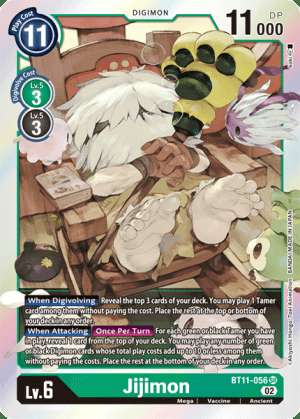 DIGIMON
Play Cost
11
11000
DP
Digivolve Cost
Lv.5
3
Lv.5
3
When Digivolving Reveal the top 3 cards of your deck. You may play 1 Tamer
card among them without paying the cost. Place the rest at the top or bottom of
your deck in any order.
When Attacking Once Per Turn For each green or black Tamer you have
in play, reveal 1 card from the top of your deck. You may play any number of green
or black Digimon cards whose total play costs add up to 10 or less among them
without paying the cost. Place the rest at the bottom of your deck in any order.
BT11-056 SR
02
Lv.6
Jijimon
Mega | Vaccine | Ancient